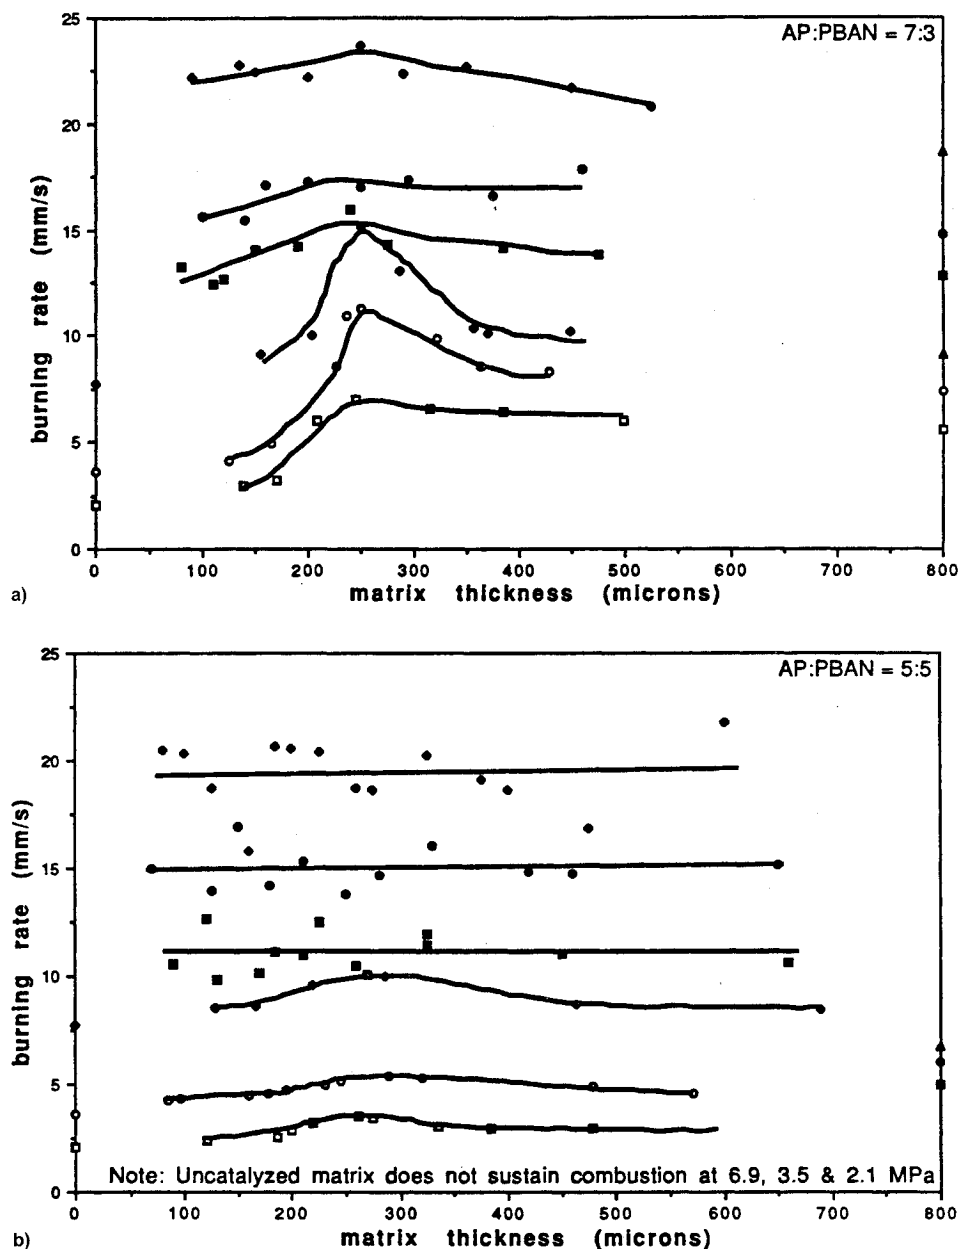 AP:PBAN = 7:3
25
20
15
10
5
0
burning rate (mm/s)
0 100 200 300 400 500 600 700 800
matrix thickness (microns)
a)
AP:PBAN = 5:5
25
20
15
10
5
0
burning rate (mm/s)
Note: Uncatalyzed matrix does not sustain combustion at 6.9, 3.5 & 2.1 MPa
0 100 200 300 400 500 600 700 800
matrix thickness (microns)
b)